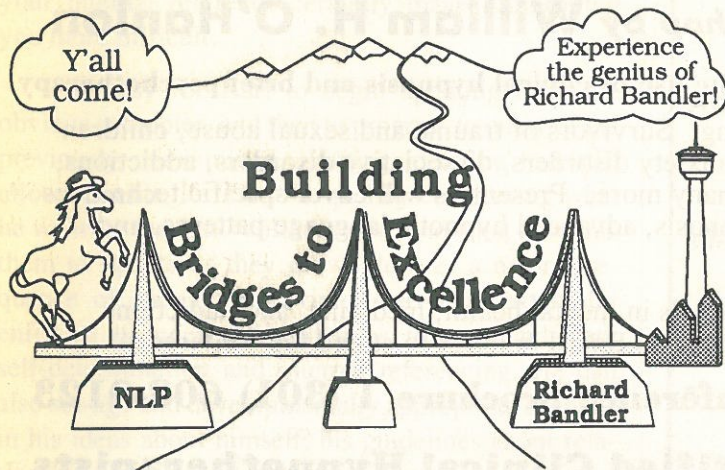 Y'all
come!
Experience
the genius of
Richard Bandler!
Building
Bridges to Excellence
NLP
Richard
Bandler